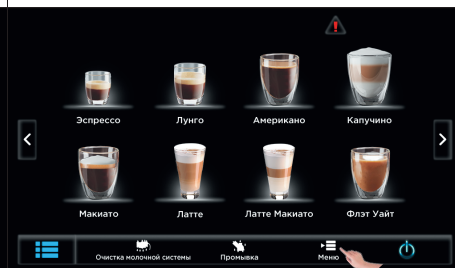 Эспрессо
Лунго
Американо
Капучино
Макиато
Латте
Латте Макиато
Флэт Уайт
Очистка молочной системы
Промывка
Меню